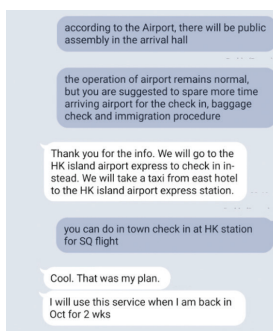 according to the Airport, there will be public
assembly in the arrival hall
the operation of airport remains normal,
but you are suggested to spare more time
arriving airport for the check in, baggage
check and immigration procedure
Thank you for the info. We will go to the
HK island airport express to check in in-
stead. We will take a taxi from east hotel
to the HK island airport express station.
you can do in town check in at HK station
for SQ flight
Cool. That was my plan.
I will use this service when I am back in
Oct for 2 wks